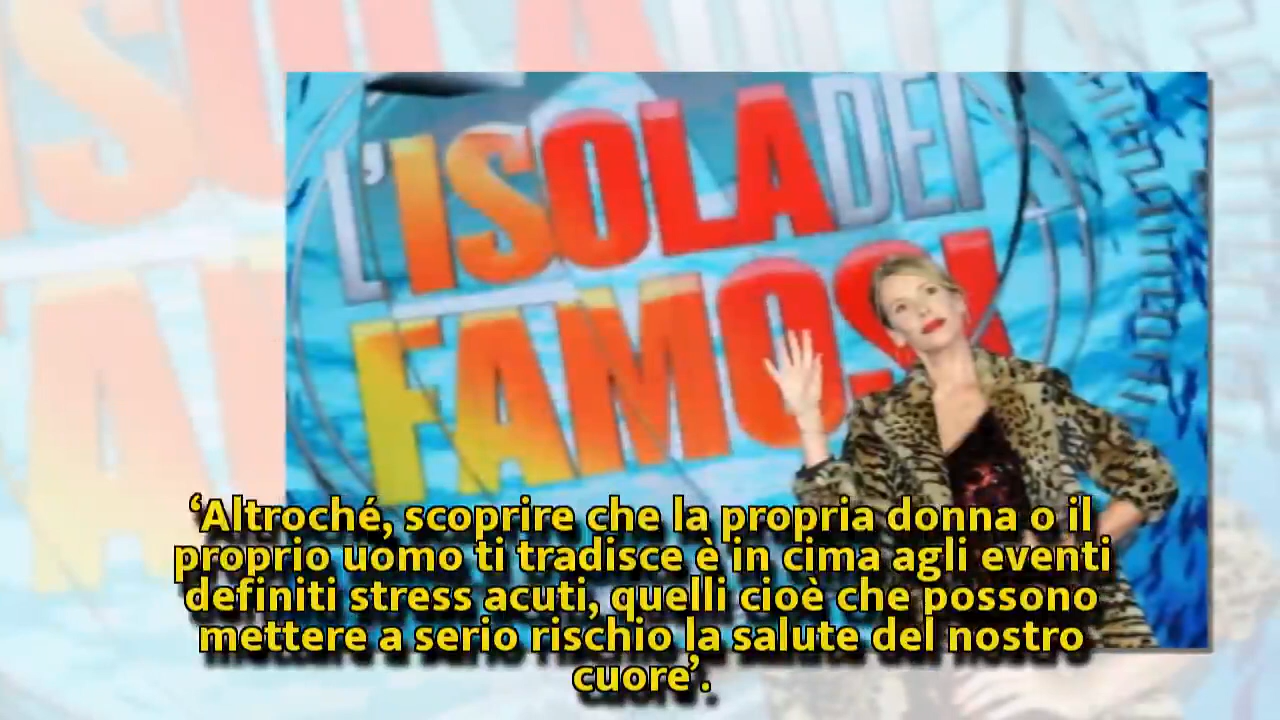 L'ISOLA DEI
FAMOSI
‘Altroché, scoprire che la propria donna o il
proprio uomo ti tradisce è in cima agli eventi
definiti stress acuti, quelli cioè che possono
mettere a serio rischio la salute del nostro
cuore’.